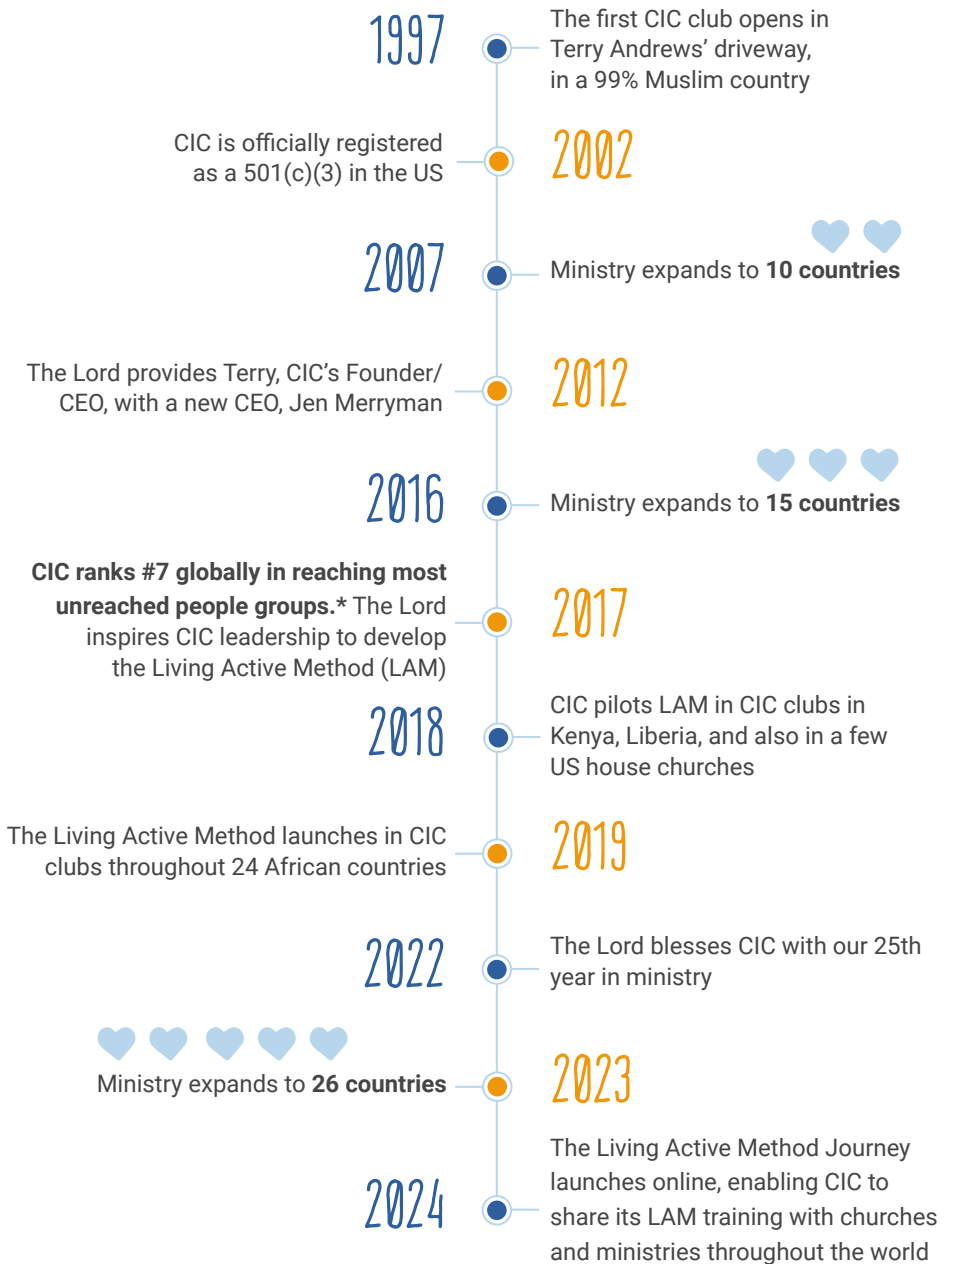 1997
The first CIC club opens in
Terry Andrews’ driveway,
in a 99% Muslim country
CIC is officially registered
as a 501(c)(3) in the US
2002
2007
Ministry expands to 10 countries
The Lord provides Terry, CIC’s Founder/
CEO, with a new CEO, Jen Merryman
2012
2016
Ministry expands to 15 countries
CIC ranks #7 globally in reaching most
unreached people groups.* The Lord
inspires CIC leadership to develop
the Living Active Method (LAM)
2017
2018
CIC pilots LAM in CIC clubs in
Kenya, Liberia, and also in a few
US house churches
The Living Active Method launches in CIC
clubs throughout 24 African countries
2019
2022
The Lord blesses CIC with our 25th
year in ministry
Ministry expands to 26 countries
2023
2024
The Living Active Method Journey
launches online, enabling CIC to
share its LAM training with churches
and ministries throughout the world